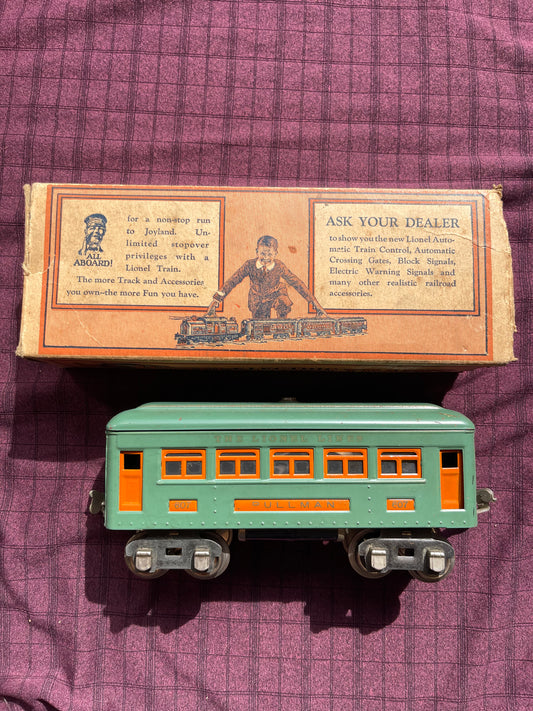 for a non-stop run
to Joyland. Un-
limited stopover
privileges with a
Lionel Train.
The more Track and Accessories
you own--the more Fun you have.
ALL
ABOARD!
ASK YOUR DEALER
to show you the new Lionel Auto-
matic Train Control, Automatic
Crossing Gates, Block Signals,
Electric Warning Signals and
many other realistic railroad
accessories.
THE LIONEL LINES
607 PULLMAN 607